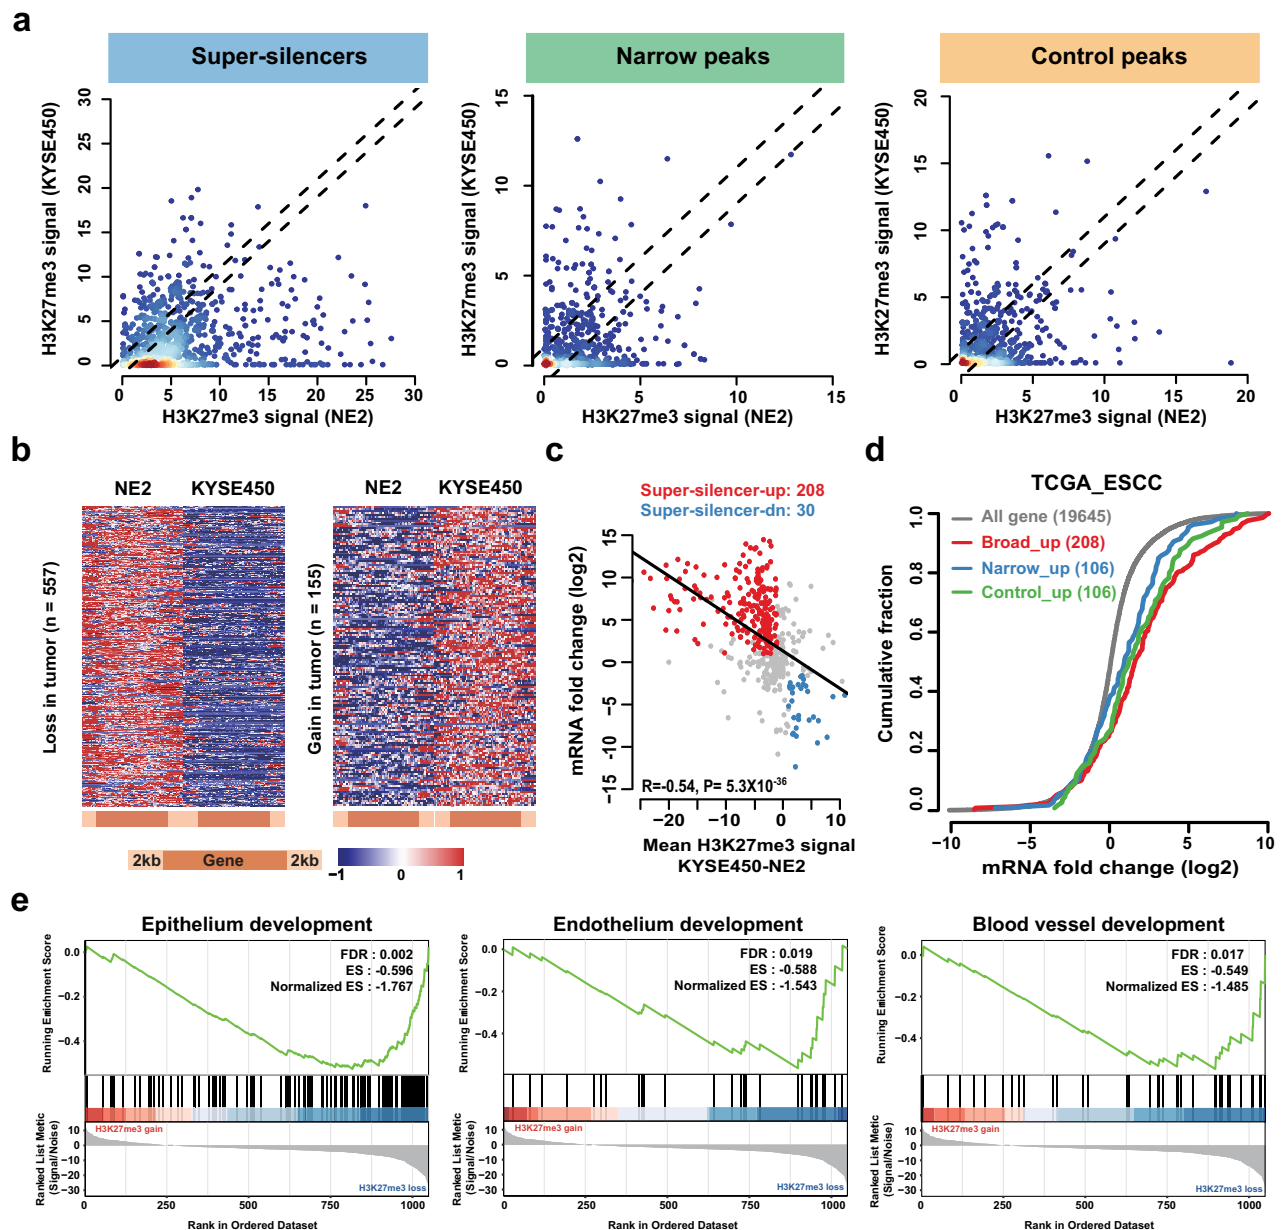 a
Super-silencers
Narrow peaks
Control peaks
H3K27me3 signal (KYSE450)
30
25
20
15
10
5
0
0 5 10 15 20 25 30
H3K27me3 signal (NE2)
H3K27me3 signal (KYSE450)
15
10
5
0
0 5 10 15
H3K27me3 signal (NE2)
H3K27me3 signal (KYSE450)
20
15
10
5
0
0 5 10 15 20
H3K27me3 signal (NE2)
b
NE2 KYSE450
Loss in tumor (n = 557)
NE2 KYSE450
Gain in tumor (n = 155)
2kb Gene 2kb
−1 0 1
c
Super-silencer-up: 208
Super-silencer-dn: 30
mRNA fold change (log2)
15
10
5
0
−5
−10
−15
R=-0.54, P= 5.3X10-36
−20 −10 0 10
Mean H3K27me3 signal
KYSE450-NE2
d
TCGA_ESCC
All gene (19645)
Broad_up (208)
Narrow_up (106)
Control_up (106)
Cumulative fraction
1.0
0.8
0.6
0.4
0.2
0.0
−10 −5 0 5 10
mRNA fold change (log2)
e
Epithelium development
FDR : 0.002
ES : -0.596
Normalized ES : -1.767
Running Enrichment Score
0.0
−0.2
−0.4
H3K27me3 gain
H3K27me3 loss
Ranked List Metic
(Signal/Noise)
10
0
−10
−20
−30
0 250 500 750 1000
Rank in Ordered Dataset
Endothelium development
FDR : 0.019
ES : -0.588
Normalized ES : -1.543
Running Enrichment Score
0.0
−0.2
−0.4
H3K27me3 gain
H3K27me3 loss
Ranked List Metic
(Signal/Noise)
10
0
−10
−20
−30
0 250 500 750 1000
Rank in Ordered Dataset
Blood vessel development
FDR : 0.017
ES : -0.549
Normalized ES : -1.485
Running Enrichment Score
0.0
−0.2
−0.4
H3K27me3 gain
H3K27me3 loss
Ranked List Metic
(Signal/Noise)
10
0
−10
−20
−30
0 250 500 750 1000
Rank in Ordered Dataset